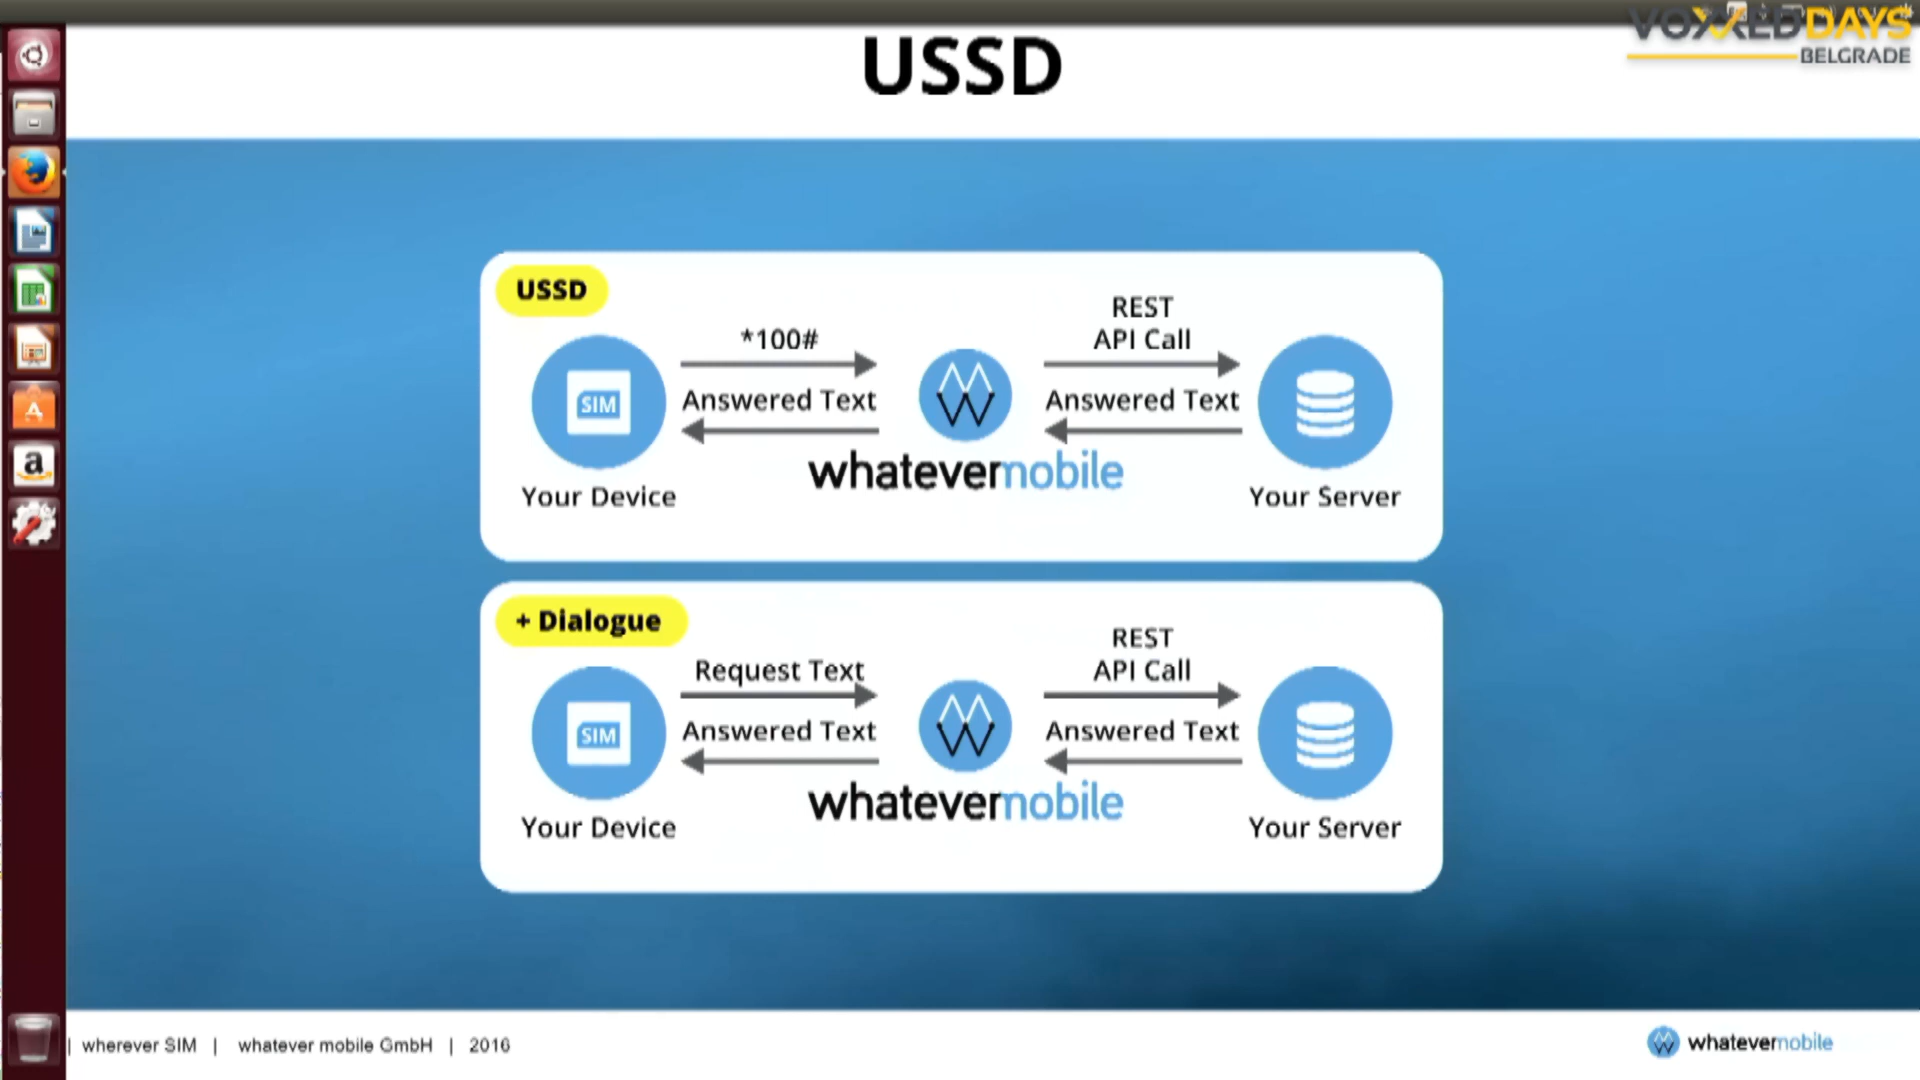 VOXXED DAYS
BELGRADE
USSD
USSD
*100#
REST
API Call
SIM
Answered Text
Answered Text
whatevermobile
Your Device
Your Server
+ Dialogue
Request Text
REST
API Call
SIM
Answered Text
Answered Text
whatevermobile
Your Device
Your Server
| wherever SIM | whatever mobile GmbH | 2016
whatevermobile